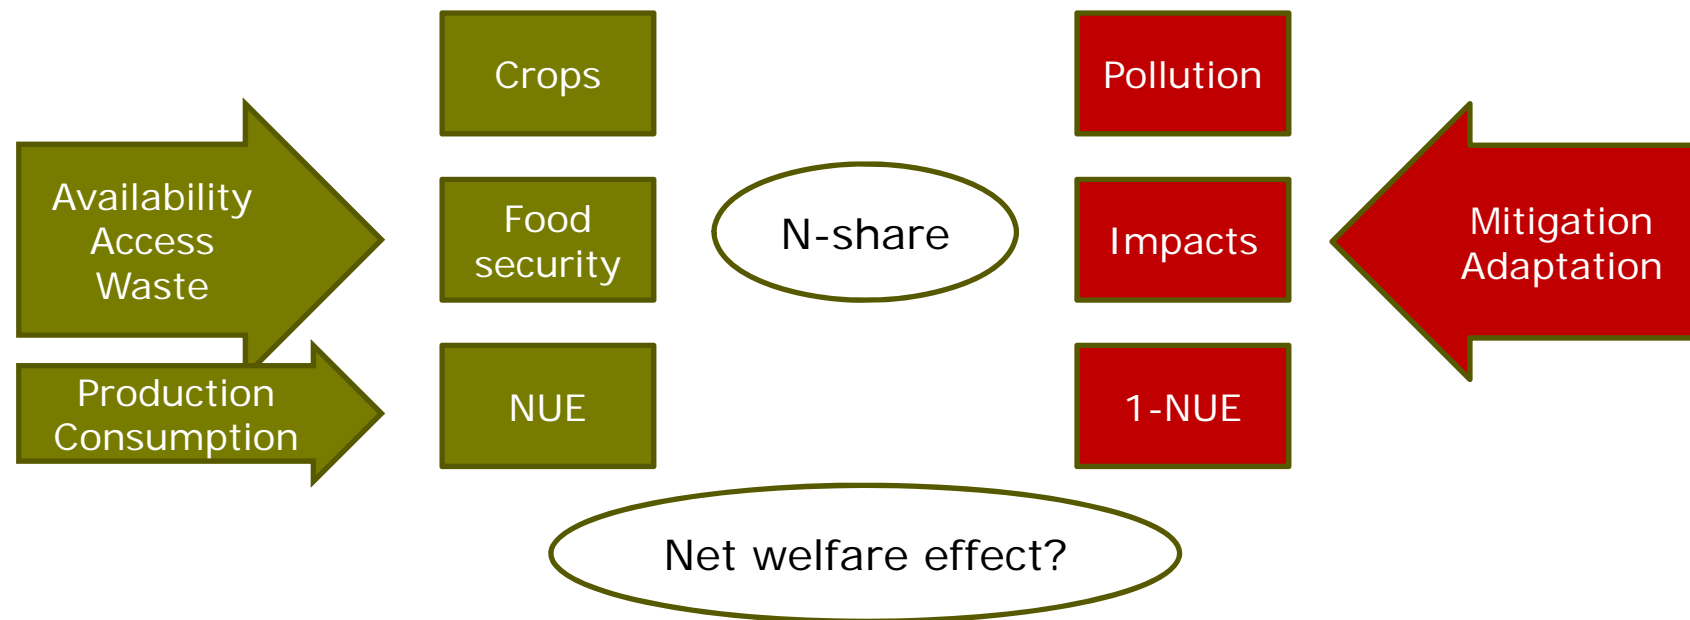 Crops
Pollution
Availability
Access
Waste
Food
security
N-share
Impacts
Mitigation
Adaptation
Production
Consumption
NUE
1-NUE
Net welfare effect?